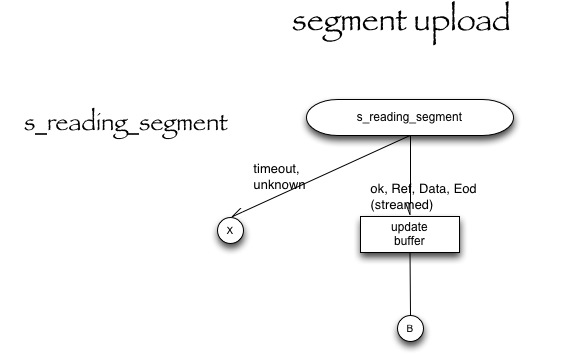 segment upload
s_reading_segment
s_reading_segment
timeout,
unknown
ok, Ref, Data, Eod
(streamed)
X
update
buffer
B